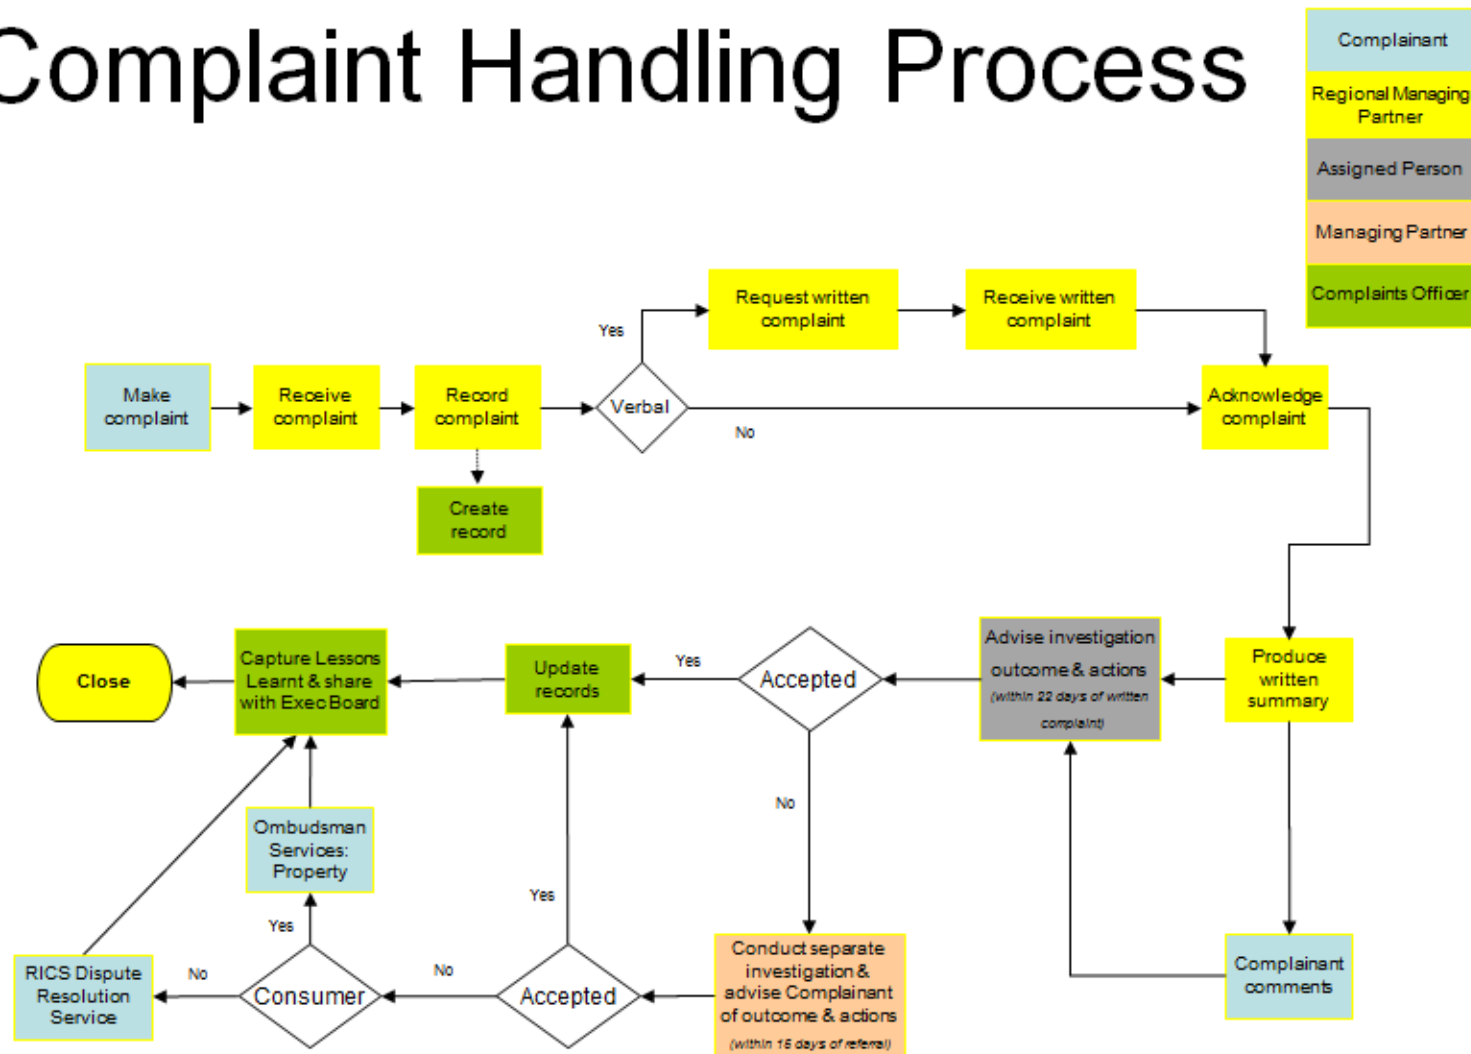 Complaint Handling Process
Complainant
Regional Managing
Partner
Assigned Person
Managing Partner
Complaints Officer
Request written
complaint
Receive written
complaint
Yes
Make
complaint
Receive
complaint
Record
complaint
Verbal
No
Acknowledge
complaint
Create
record
Close
Capture Lessons
Learnt & share
with Exec Board
Update
records
Yes
Accepted
Advise investigation
outcome & actions
(within 22 days of written
complaint)
Produce
written
summary
No
Ombudsman
Services:
Property
Yes
Yes
RICS Dispute
Resolution
Service
No
Consumer
No
Accepted
Conduct separate
investigation &
advise Complainant
of outcome & actions
(within 15 days of referral)
Complainant
comments